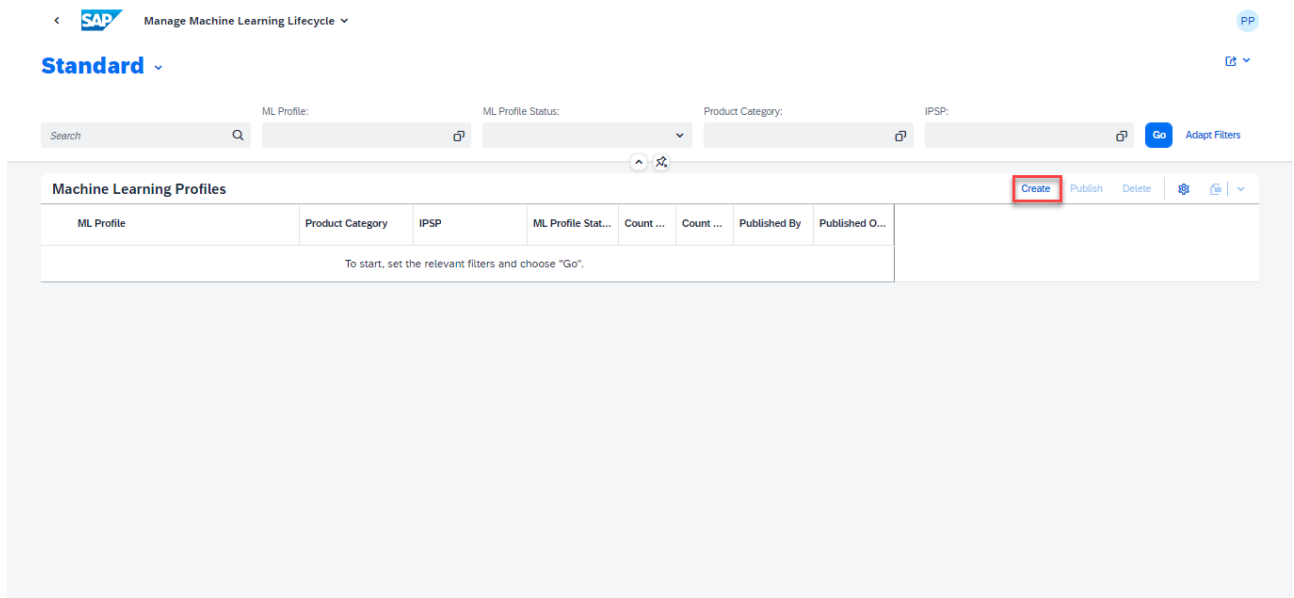 SAP Manage Machine Learning Lifecycle PP
Standard
ML Profile: ML Profile Status: Product Category: IPSP:
Search Go Adapt Filters
Machine Learning Profiles Create Publish Delete
ML Profile Product Category IPSP ML Profile Stat... Count ... Count ... Published By Published O...
To start, set the relevant filters and choose "Go".